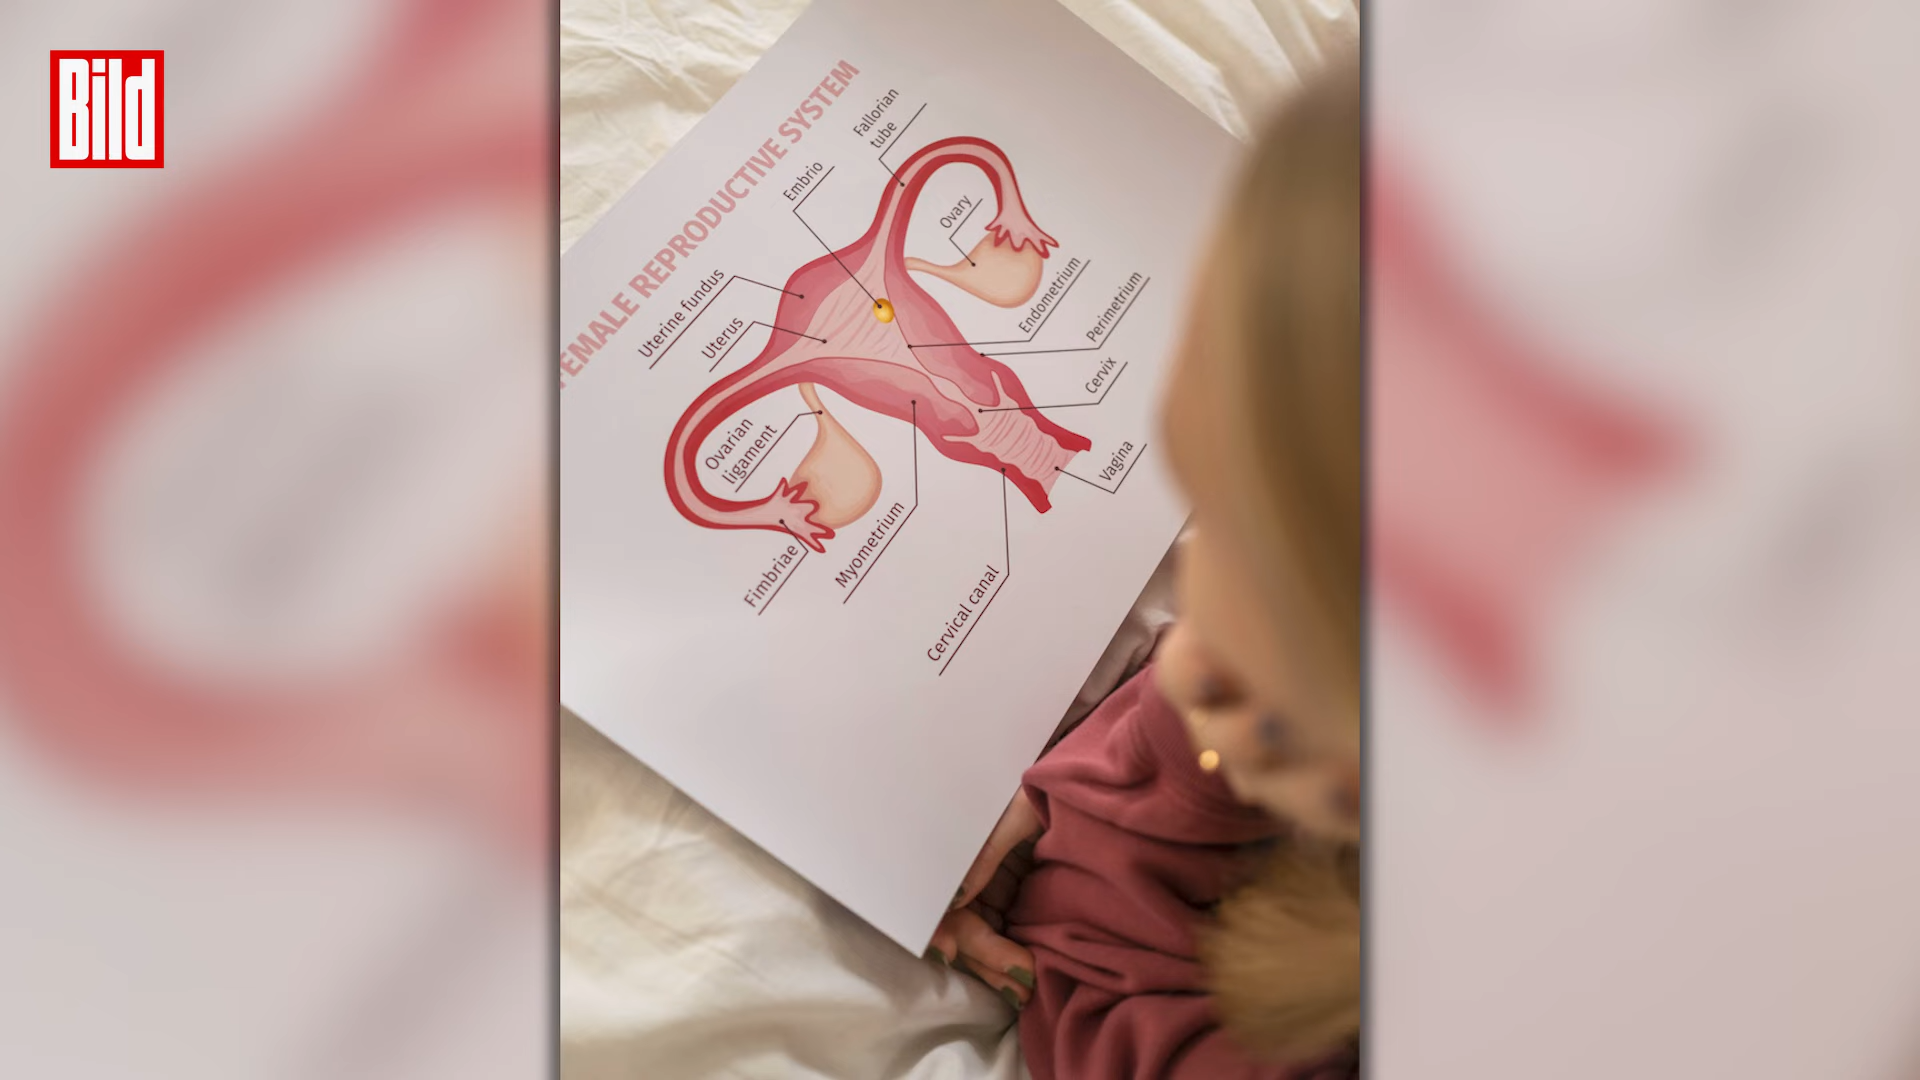 Bild
FEMALE REPRODUCTIVE SYSTEM
Fallorian
tube
Embrio
Ovary
Uterine fundus
Endometrium
Perimetrium
Uterus
Cervix
Ovarian
ligament
Vagina
Myometrium
Fimbriae
Cervical canal